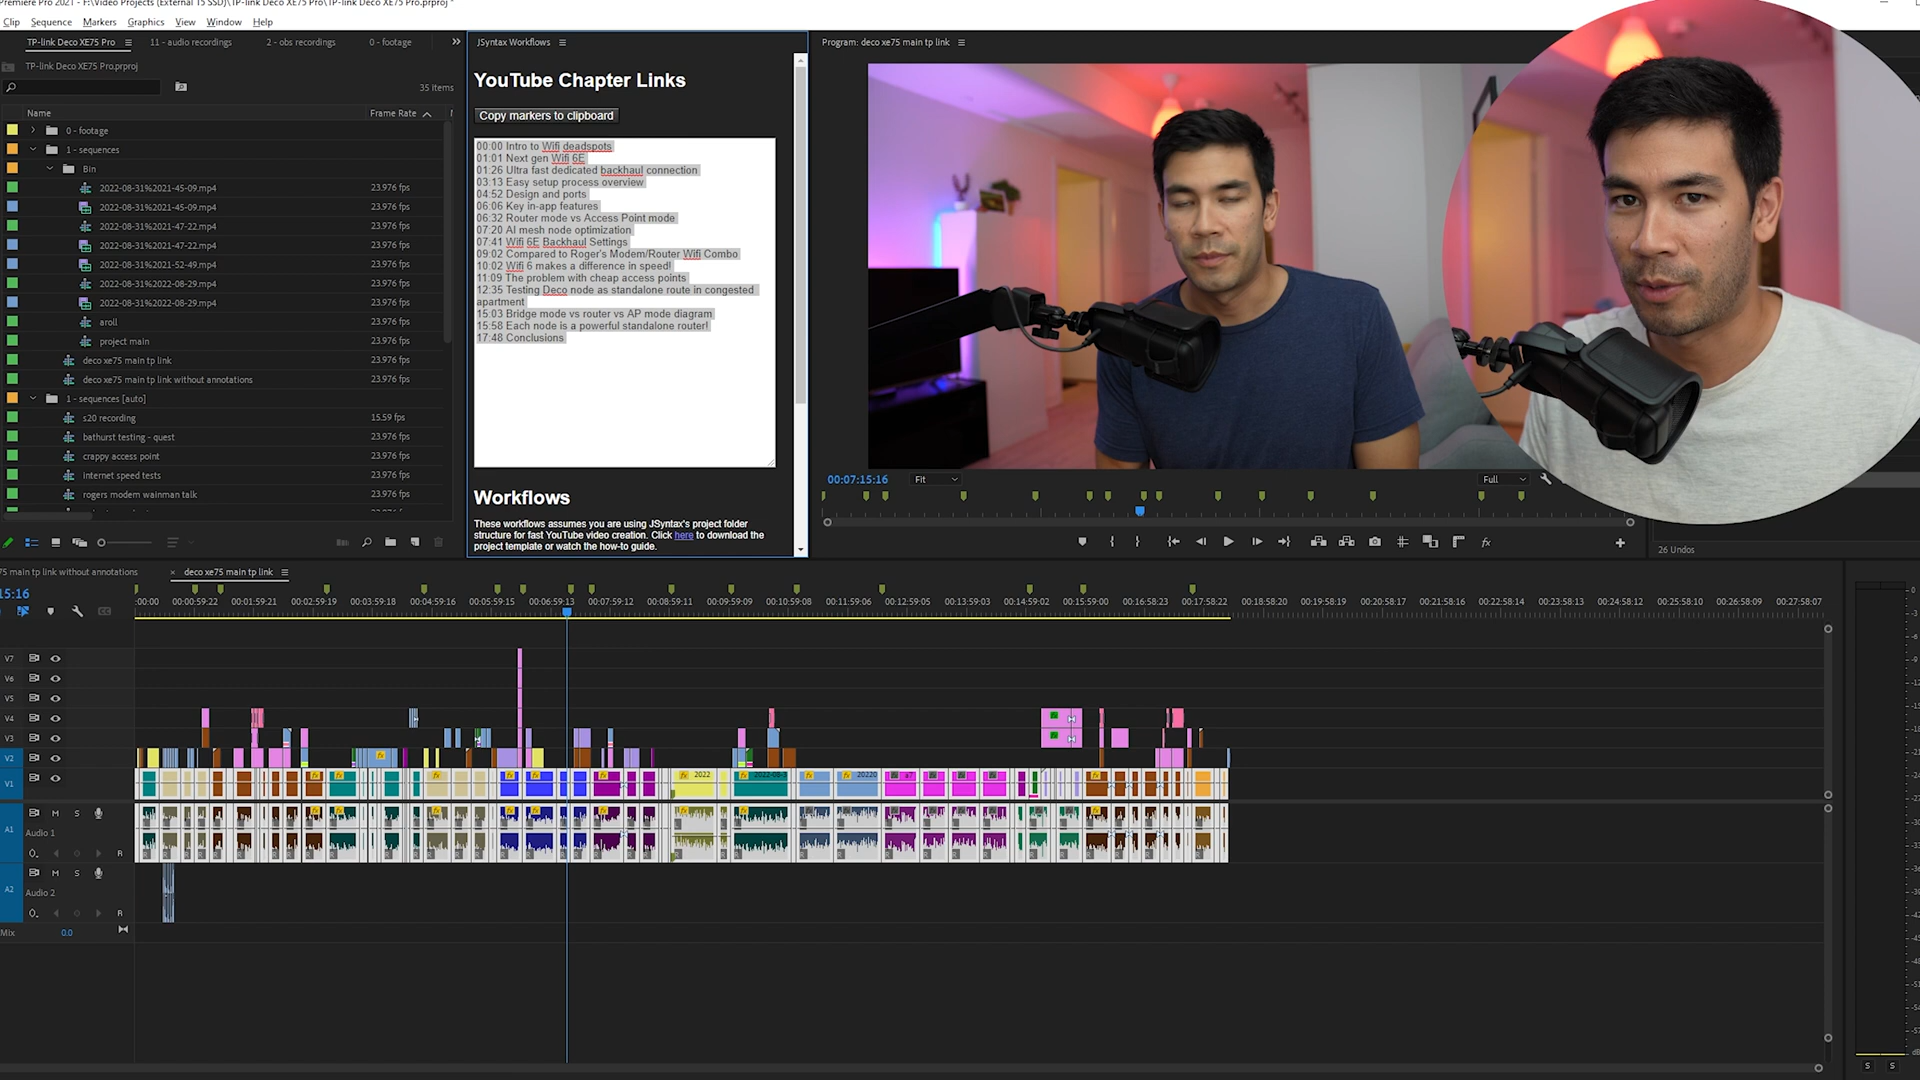 Premiere Pro 2021 - F:\Video Projects (External T5 SSD)\TP-link Deco XE75 Pro\TP-link Deco XE75 Pro.prproj *
Clip Sequence Markers Graphics View Window Help
TP-link Deco XE75 Pro 11 - audio recordings 2 - obs recordings 0 - footage
TP-link Deco XE75 Pro.prproj
35 items
Name Frame Rate
0 - footage
1 - sequences
Bin
2022-08-31%2021-45-09.mp4 23.976 fps
2022-08-31%2021-45-09.mp4 23.976 fps
2022-08-31%2021-47-22.mp4 23.976 fps
2022-08-31%2021-47-22.mp4 23.976 fps
2022-08-31%2021-52-49.mp4 23.976 fps
2022-08-31%2022-08-29.mp4 23.976 fps
2022-08-31%2022-08-29.mp4 23.976 fps
aroll 23.976 fps
project main 23.976 fps
deco xe75 main tp link 23.976 fps
deco xe75 main tp link without annotations 23.976 fps
1 - sequences [auto]
s20 recording 15.59 fps
bathurst testing - quest 23.976 fps
crappy access point 23.976 fps
internet speed tests 23.976 fps
rogers modem wainman talk 23.976 fps
JSyntax Workflows
YouTube Chapter Links
Copy markers to clipboard
00:00 Intro to Wifi deadspots
01:01 Next gen Wifi 6E
01:26 Ultra fast dedicated backhaul connection
03:13 Easy setup process overview
04:52 Design and ports
06:06 Key in-app features
06:32 Router mode vs Access Point mode
07:20 AI mesh node optimization
07:41 Wifi 6E Backhaul Settings
09:02 Compared to Roger's Modem/Router Wifi Combo
10:02 Wifi 6 makes a difference in speed!
11:09 The problem with cheap access points
12:35 Testing Deco node as standalone route in congested
apartment
15:03 Bridge mode vs router vs AP mode diagram
15:58 Each node is a powerful standalone router!
17:48 Conclusions
Workflows
These workflows assumes you are using JSyntax's project folder
structure for fast YouTube video creation. Click here to download the
project template or watch the how-to guide.
Program: deco xe75 main tp link
00:07:15:16 Fit Full
26 Undos
75 main tp link without annotations × deco xe75 main tp link
15:16
:00:00 00:00:59:22 00:01:59:21 00:02:59:19 00:03:59:18 00:04:59:16 00:05:59:15 00:06:59:13 00:07:59:12 00:08:59:11 00:09:59:09 00:10:59:08 00:11:59:06 00:12:59:05 00:13:59:03 00:14:59:02 00:15:59:00 00:16:58:23 00:17:58:22 00:18:58:20 00:19:58:19 00:20:58:17 00:21:58:16 00:22:58:14 00:23:58:13 00:24:58:12 00:25:58:10 00:26:58:09 00:27:58:07
V7
V6
V5
V4
V3
V2
V1
2022 2022-08-3 20220
A1 M S
Audio 1
R
A2 M S
Audio 2
R
Mix 0.0
S S